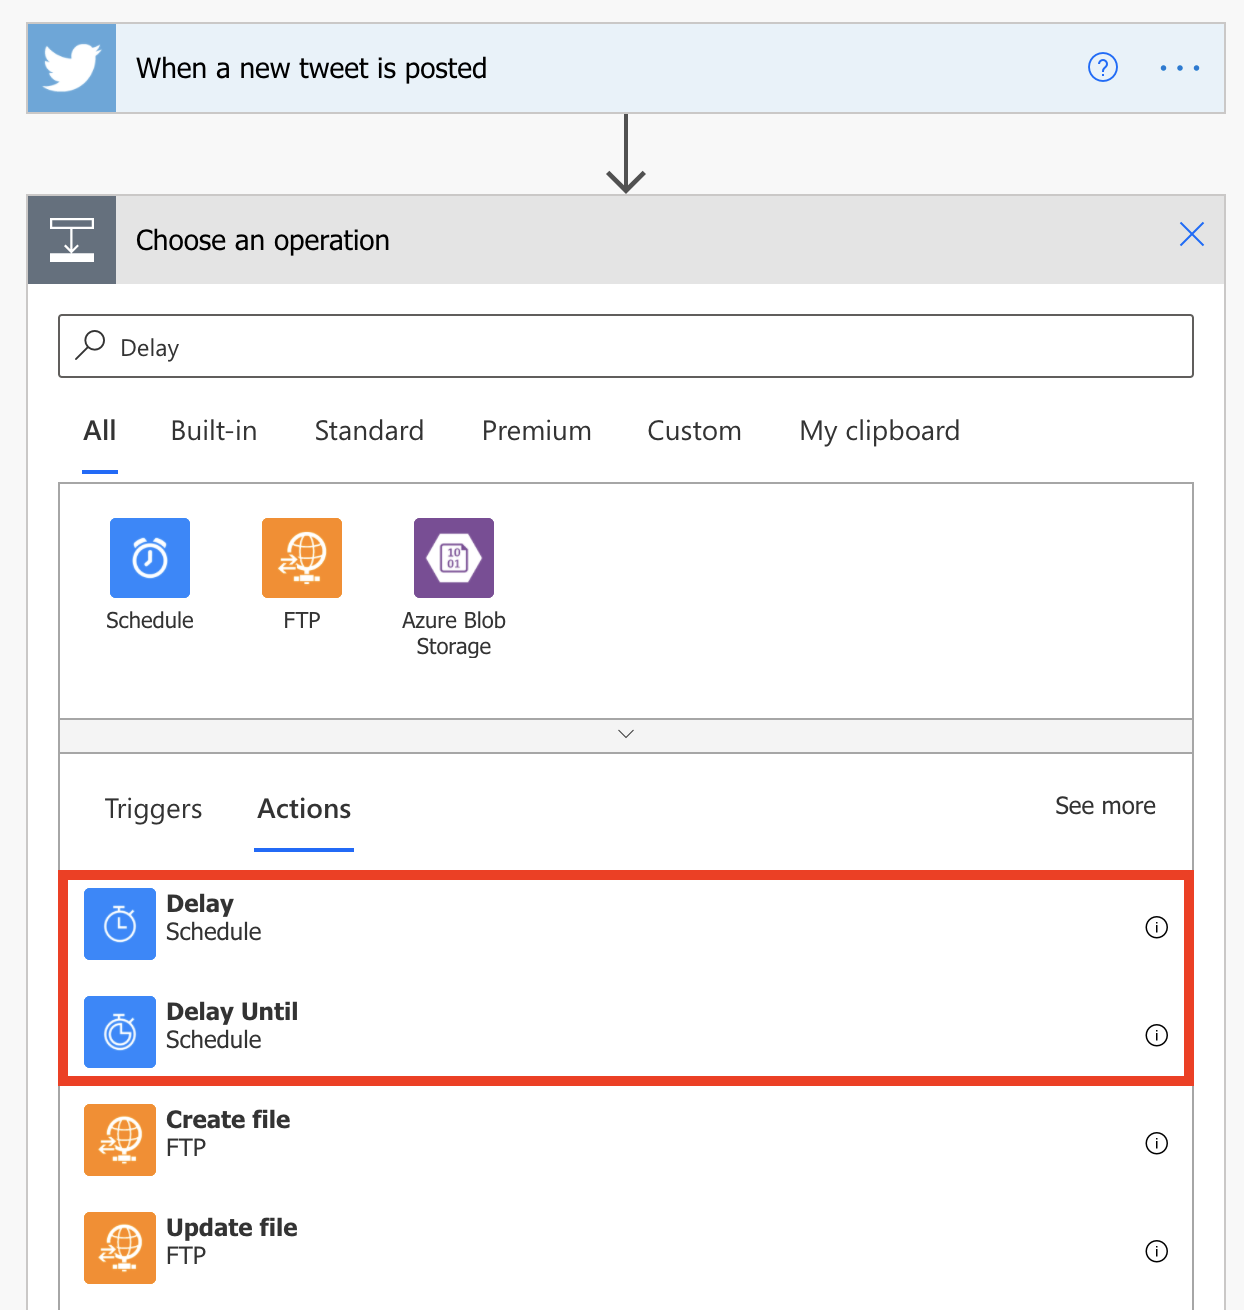 When a new tweet is posted
?
Choose an operation
Delay
All Built-in Standard Premium Custom My clipboard
10
01
Schedule FTP Azure Blob
Storage
Triggers Actions See more
Delay
Schedule
Delay Until
Schedule
Create file
FTP
Update file
FTP